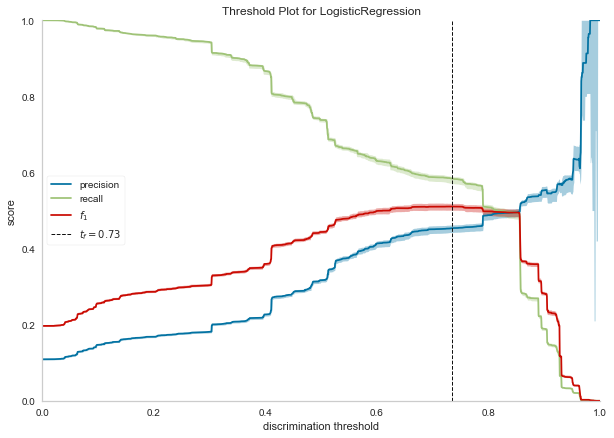 Threshold Plot for LogisticRegression
1.0
0.8
0.6
0.4
0.2
0.0
score
precision
recall
f1
tr = 0.73
0.0 0.2 0.4 0.6 0.8 1.0
discrimination threshold